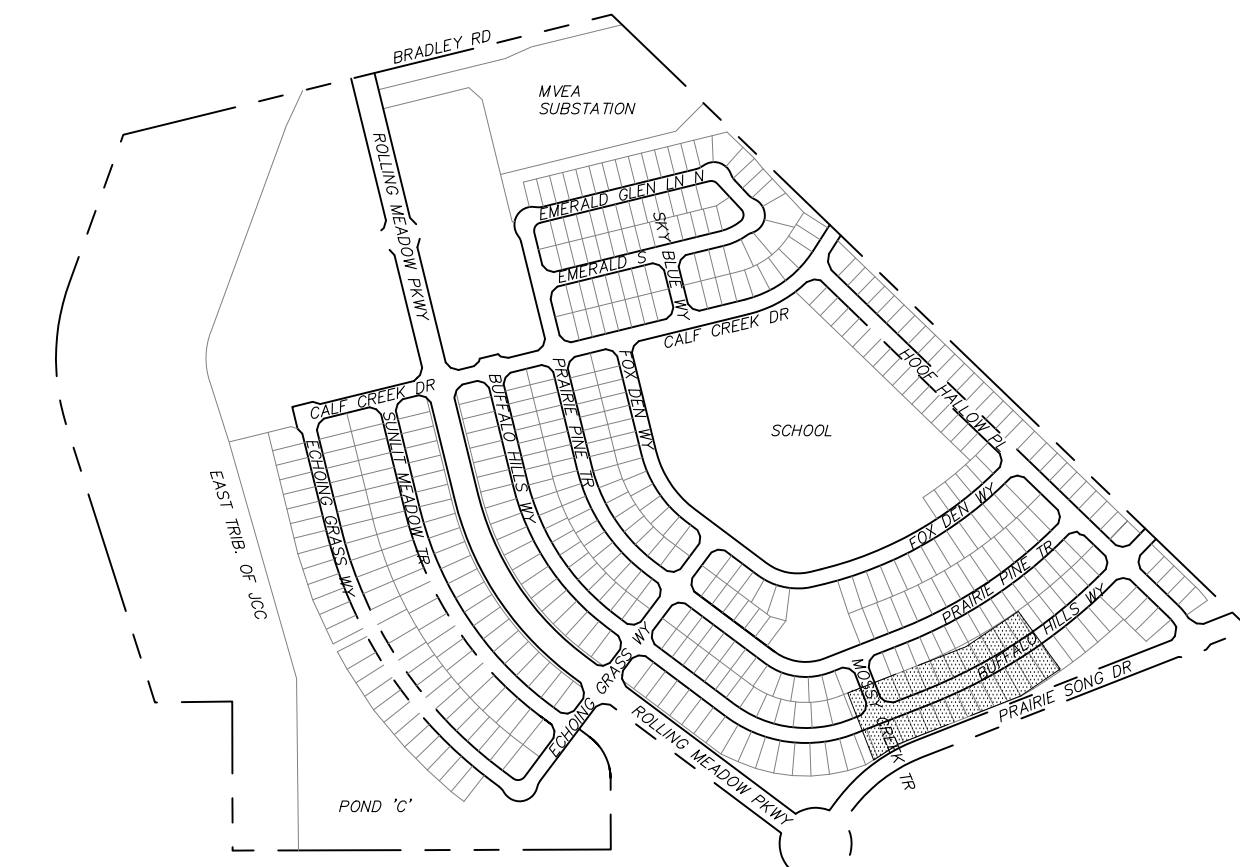 BRADLEY RD
MVEA
SUBSTATION
ROLLING MEADOW PKWY
EMERALD GLEN LN N
SKY BLUE WY
EMERALD S
CALF CREEK DR
HOOF HALLOW PL
CALF CREEK DR
BUFFALO HILLS WY
PRAIRIE PINE TR
FOX DEN WY
SCHOOL
SUNLIT MEADOW TR
ECHOING GRASS WY
EAST TRIB. OF JCC
FOX DEN WY
PRAIRIE PINE TR
BUFFALO HILLS WY
MOSSY CREEK TR
PRAIRIE SONG DR
ECHOING GRASS WY
ROLLING MEADOW PKWY
POND 'C'